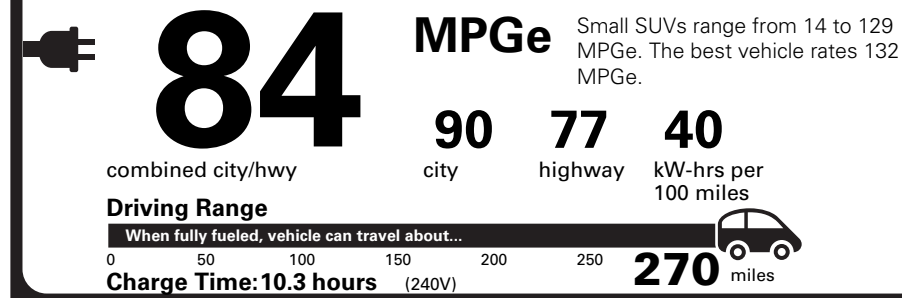 84
MPGe
Small SUVs range from 14 to 129
MPGe. The best vehicle rates 132
MPGe.
combined city/hwy
90
city
77
highway
40
kW-hrs per
100 miles
Driving Range
When fully fueled, vehicle can travel about...
0 50 100 150 200 250 270 miles
Charge Time: 10.3 hours (240V)